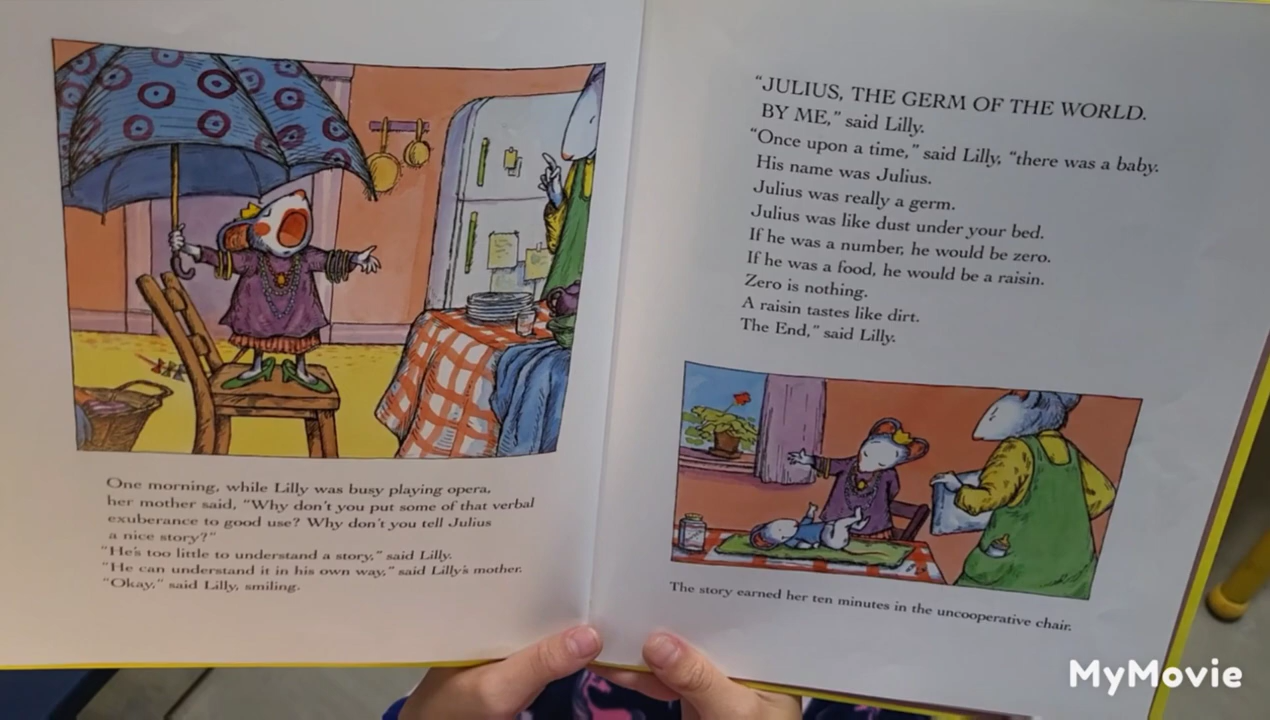 One morning, while Lilly was busy playing opera,
her mother said, "Why don't you put some of that verbal
exuberance to good use? Why don't you tell Julius
a nice story?"
"He's too little to understand a story," said Lilly.
"He can understand it in his own way," said Lilly's mother.
"Okay," said Lilly, smiling.
"JULIUS, THE GERM OF THE WORLD.
BY ME," said Lilly.
"Once upon a time," said Lilly, "there was a baby.
His name was Julius.
Julius was really a germ.
Julius was like dust under your bed.
If he was a number, he would be zero.
If he was a food, he would be a raisin.
Zero is nothing.
A raisin tastes like dirt.
The End," said Lilly.
The story earned her ten minutes in the uncooperative chair.
MyMovie